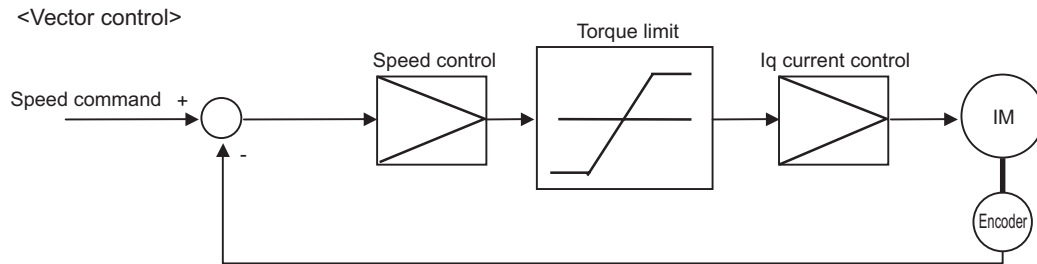 <Vector control>
Torque limit
Speed control
Iq current control
Speed command +
IM
-
Encoder